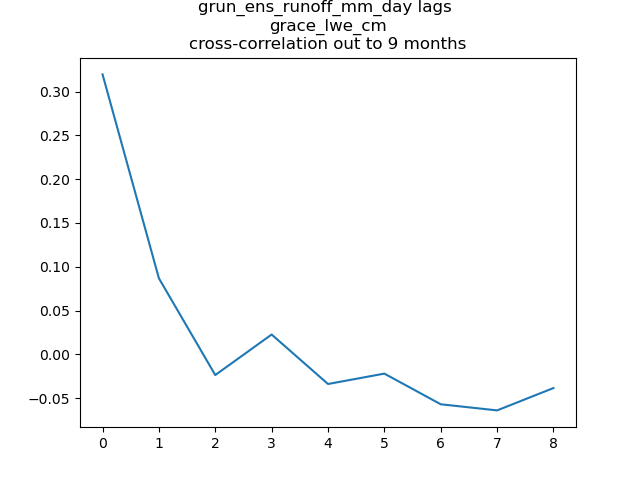 grun_ens_runoff_mm_day lags
grace_lwe_cm
cross-correlation out to 9 months
0.30
0.25
0.20
0.15
0.10
0.05
0.00
−0.05
0 1 2 3 4 5 6 7 8